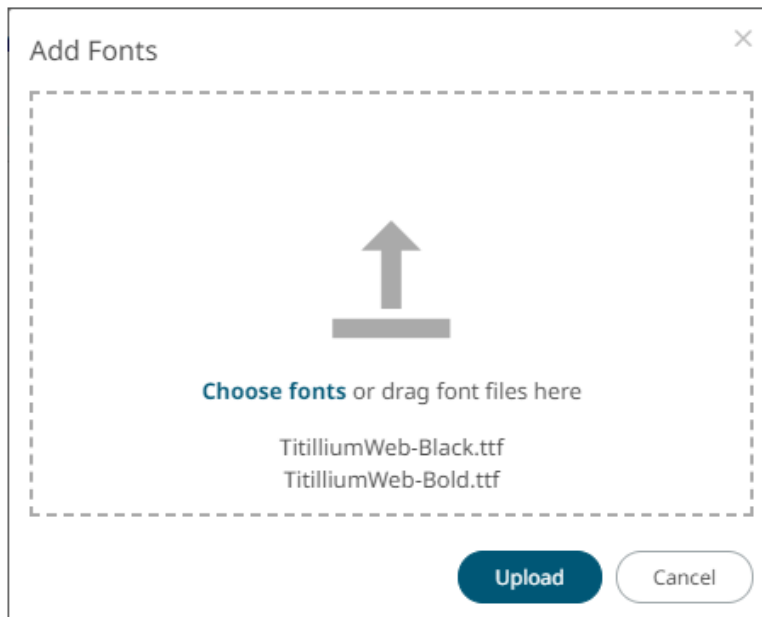 Add Fonts
Choose fonts or drag font files here
TitilliumWeb-Black.ttf
TitilliumWeb-Bold.ttf
Upload
Cancel